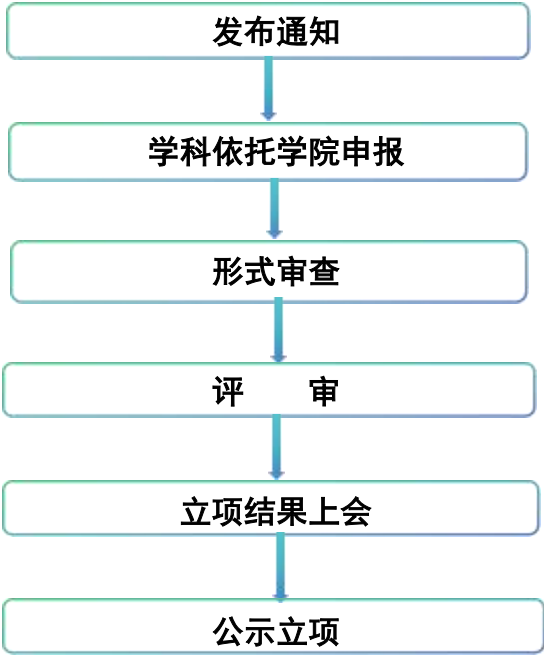 发布通知
学科依托学院申报
形式审查
评　　审
立项结果上会
公示立项